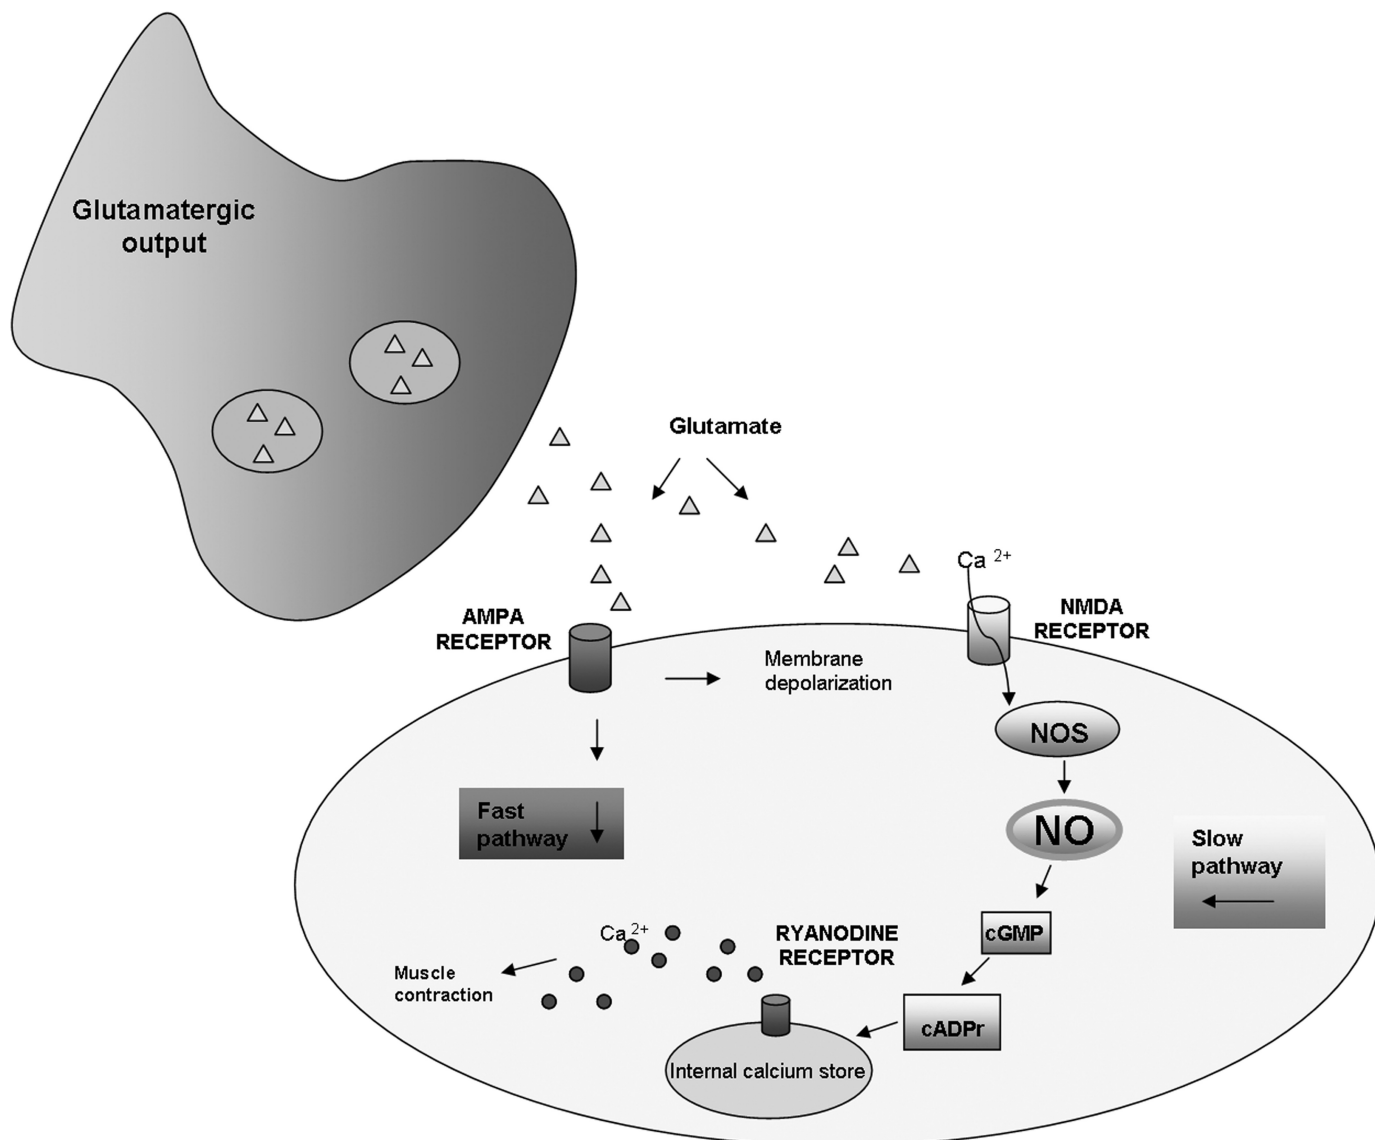 Glutamatergic
output
Glutamate
Ca 2+
AMPA
RECEPTOR
NMDA
RECEPTOR
Membrane
depolarization
NOS
Fast
pathway
NO
Slow
pathway
cGMP
Ca 2+
RYANODINE
RECEPTOR
Muscle
contraction
cADPr
Internal calcium store